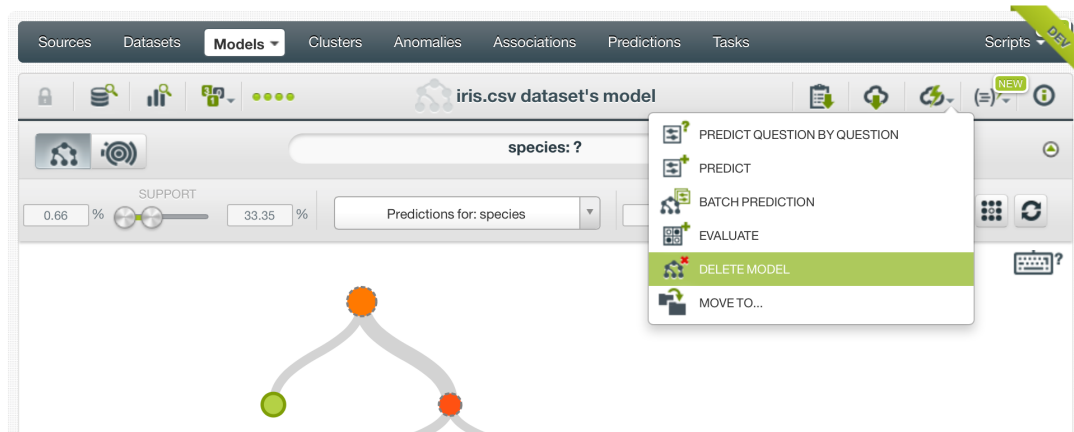 Sources Datasets Models Clusters Anomalies Associations Predictions Tasks Scripts DEV
iris.csv dataset's model (=)? NEW
species: ?
PREDICT QUESTION BY QUESTION
PREDICT
BATCH PREDICTION
EVALUATE
DELETE MODEL
MOVE TO...
SUPPORT
0.66 % 33.35 % Predictions for: species
?